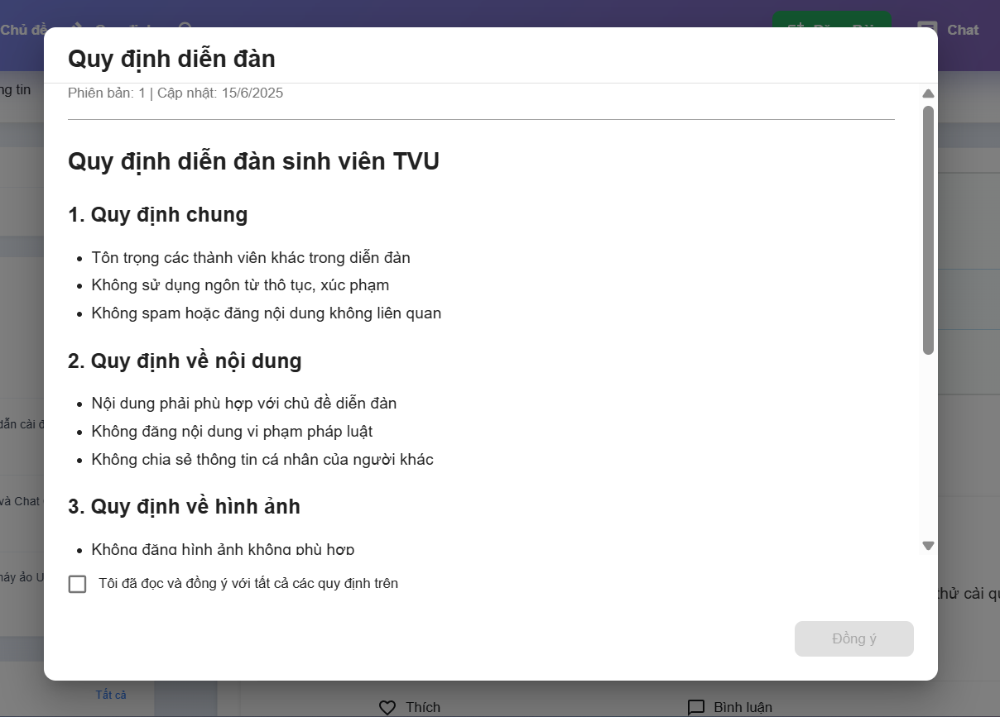 Chủ đề
Chat
ng tin
Quy định diễn đàn
Phiên bản: 1 | Cập nhật: 15/6/2025
Quy định diễn đàn sinh viên TVU
1. Quy định chung
Tôn trọng các thành viên khác trong diễn đàn
Không sử dụng ngôn từ thô tục, xúc phạm
Không spam hoặc đăng nội dung không liên quan
2. Quy định về nội dung
Nội dung phải phù hợp với chủ đề diễn đàn
Không đăng nội dung vi phạm pháp luật
dẫn cài đ
Không chia sẻ thông tin cá nhân của người khác
và Chat
3. Quy định về hình ảnh
Không đăng hình ảnh không phù hợp
náy ảo U
Tôi đã đọc và đồng ý với tất cả các quy định trên
thử cài qu
Đồng ý
Tất cả
Thích
Bình luận